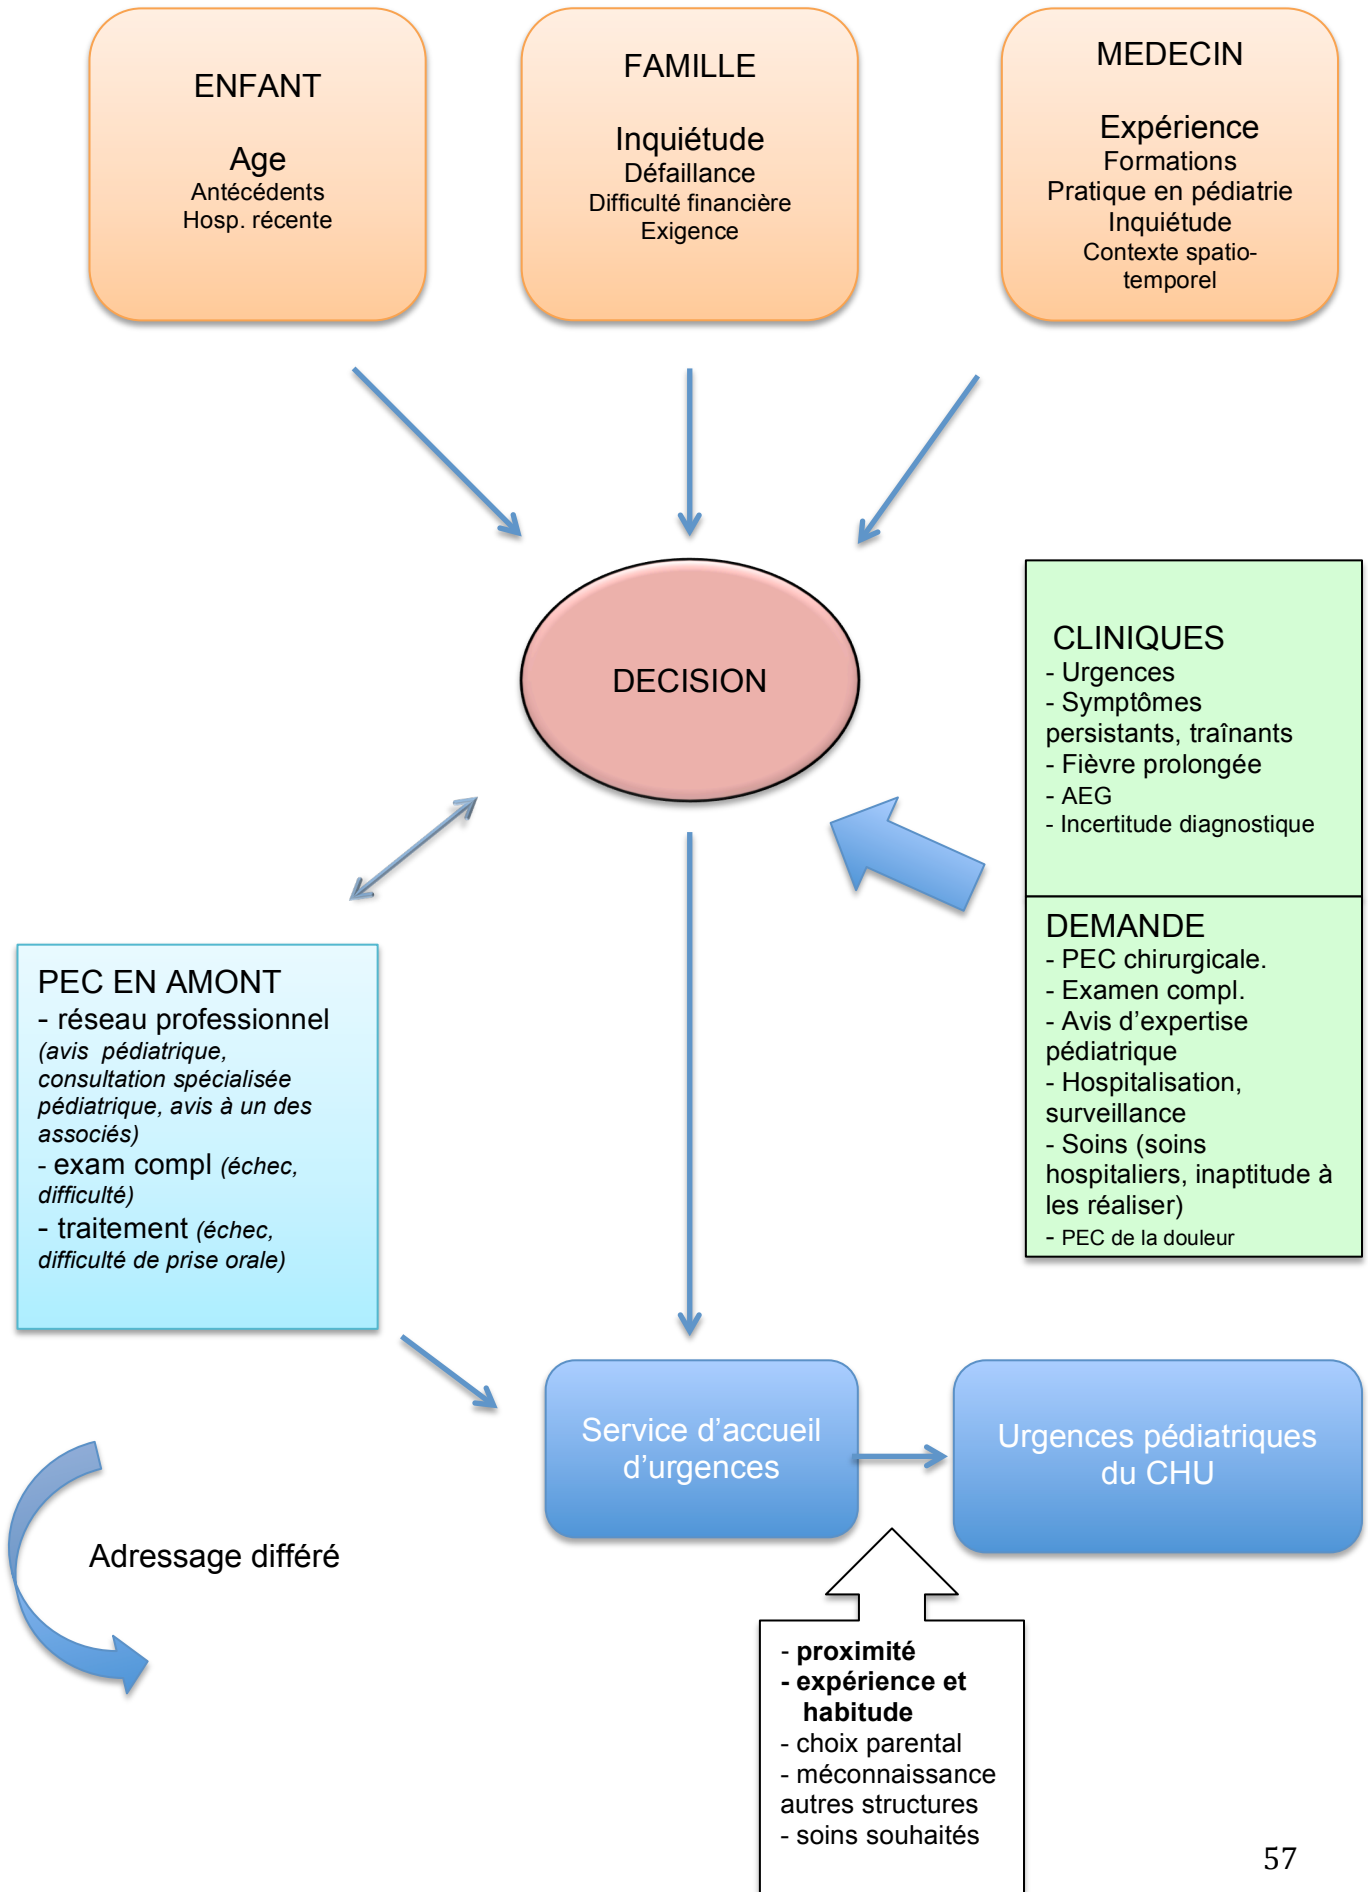 ENFANT
Age
Antécédents
Hosp. récente
FAMILLE
Inquiétude
Défaillance
Difficulté financière
Exigence
MEDECIN
Expérience
Formations
Pratique en pédiatrie
Inquiétude
Contexte spatio-
temporel
DECISION
CLINIQUES
- Urgences
- Symptômes
persistants, traînants
- Fièvre prolongée
- AEG
- Incertitude diagnostique
DEMANDE
- PEC chirurgicale.
- Examen compl.
- Avis d’expertise
pédiatrique
- Hospitalisation,
surveillance
- Soins (soins
hospitaliers, inaptitude à
les réaliser)
- PEC de la douleur
PEC EN AMONT
- réseau professionnel
(avis pédiatrique,
consultation spécialisée
pédiatrique, avis à un des
associés)
- exam compl (échec,
difficulté)
- traitement (échec,
difficulté de prise orale)
Service d’accueil
d’urgences
Urgences pédiatriques
du CHU
Adressage différé
- proximité
- expérience et
habitude
- choix parental
- méconnaissance
autres structures
- soins souhaités
57